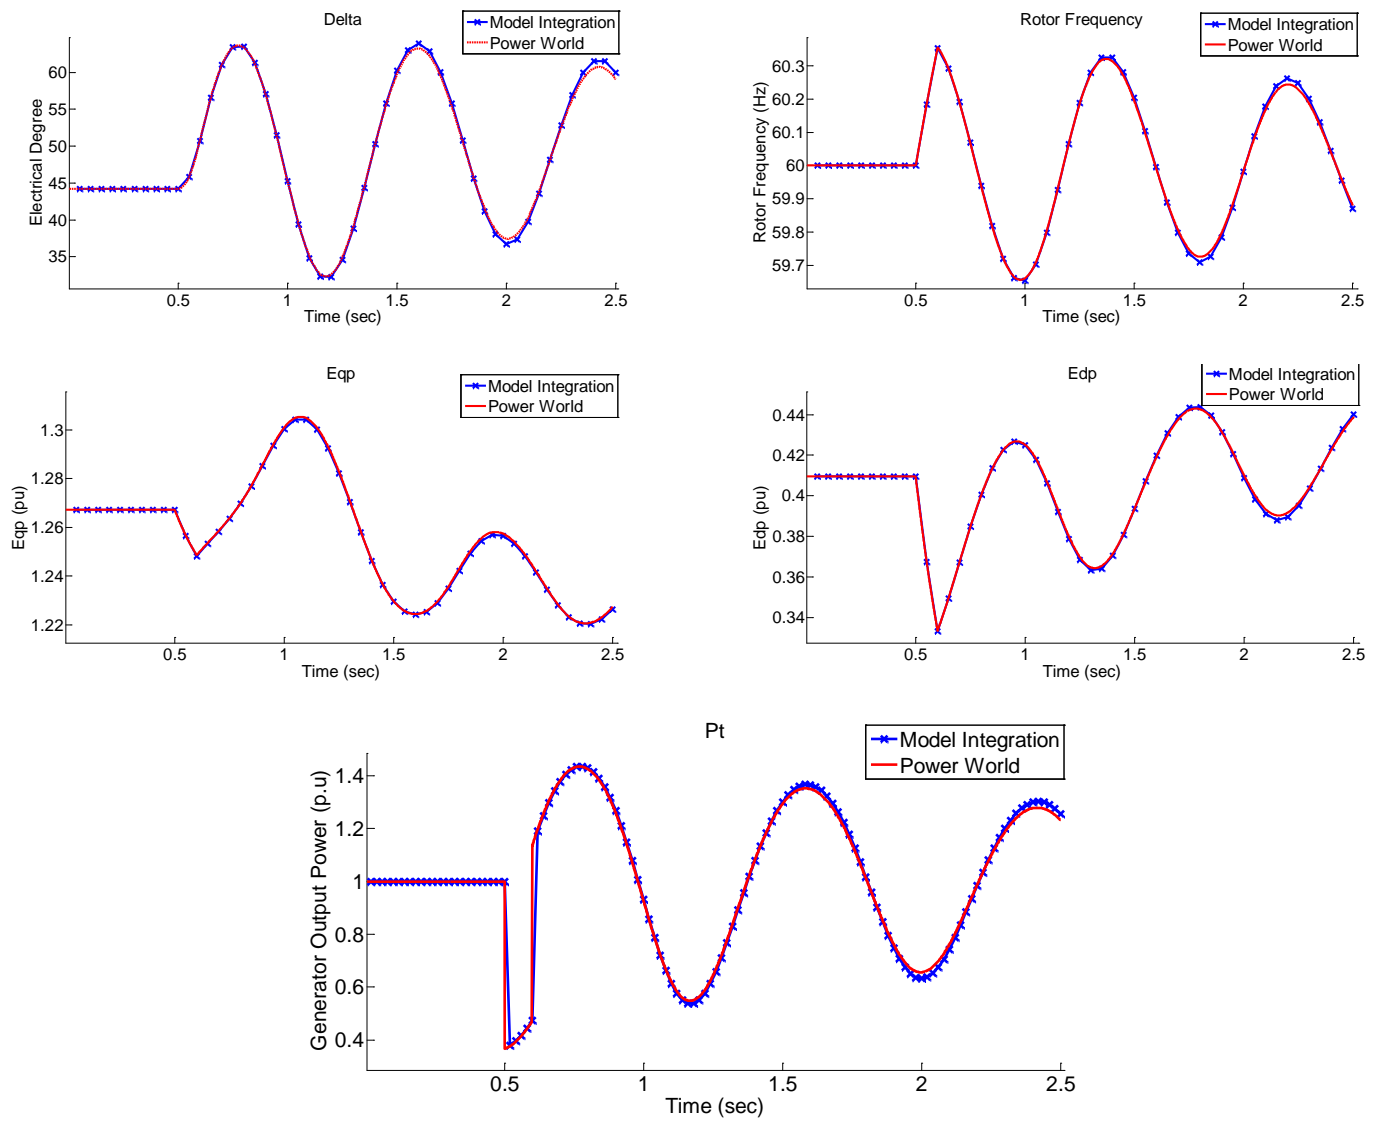 Delta
Model Integration
Power World
Electrical Degree
60
55
50
45
40
35
0.5 1 1.5 2 2.5
Time (sec)
Rotor Frequency
Model Integration
Power World
Rotor Frequency (Hz)
60.3
60.2
60.1
60
59.9
59.8
59.7
0.5 1 1.5 2 2.5
Time (sec)
Eqp
Model Integration
Power World
Eqp (pu)
1.3
1.28
1.26
1.24
1.22
0.5 1 1.5 2 2.5
Time (sec)
Edp
Model Integration
Power World
Edp (pu)
0.44
0.42
0.4
0.38
0.36
0.34
0.5 1 1.5 2 2.5
Time (sec)
Pt
Model Integration
Power World
Generator Output Power (p.u)
1.4
1.2
1
0.8
0.6
0.4
0.5 1 1.5 2 2.5
Time (sec)